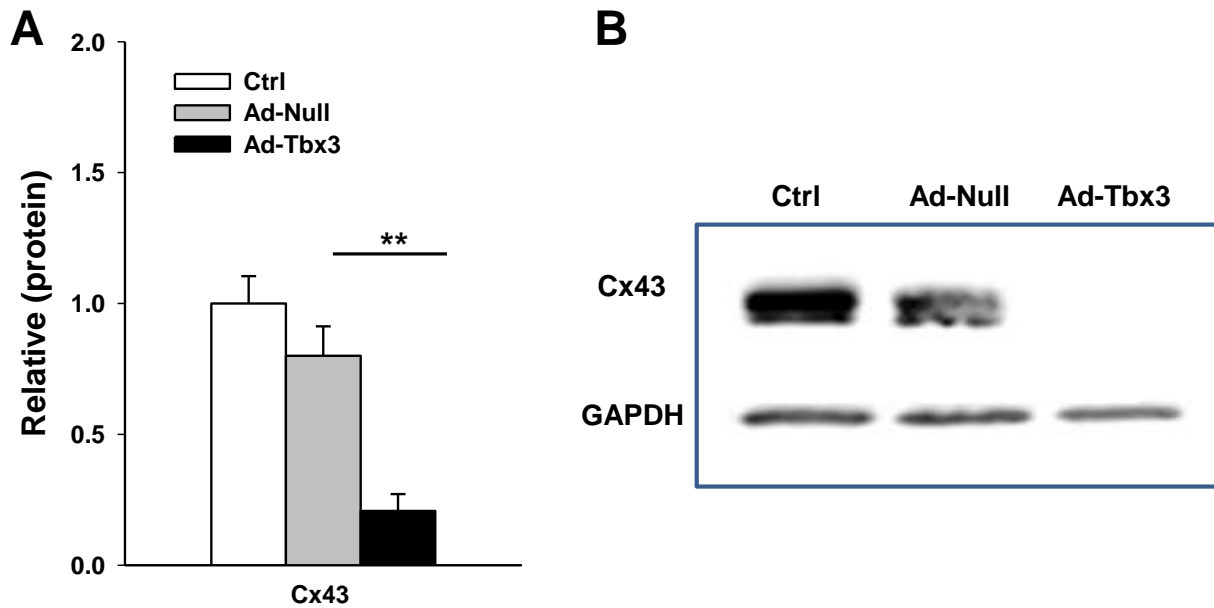 A
2.0
1.5
1.0
0.5
0.0
Relative (protein)
Ctrl
Ad-Null
Ad-Tbx3
**
Cx43
B
Ctrl Ad-Null Ad-Tbx3
Cx43
GAPDH